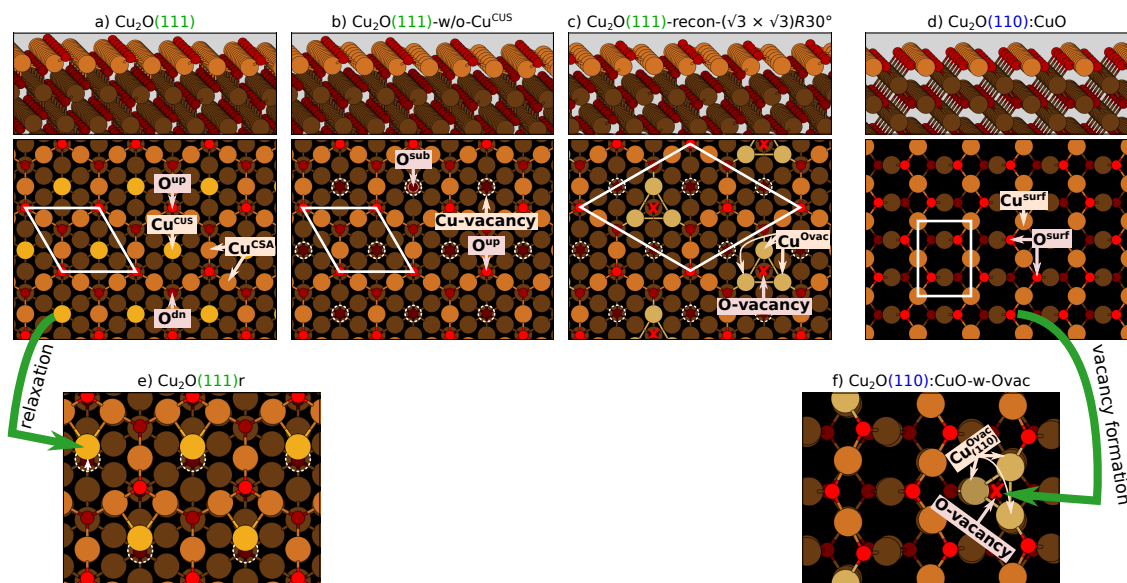 a) Cu₂O(111)
b) Cu₂O(111)-w/o-Cuᶜᵁˢ
c) Cu₂O(111)-recon-(√3 × √3)R30°
d) Cu₂O(110):CuO
Oᵘᵖ
Cuᶜᵁˢ
Cuᶜˢᴬ
Oᵈⁿ
Oˢᵘᵇ
Cu-vacancy
Oᵘᵖ
Cuᴼᵛᵃᶜ
O-vacancy
Cuˢᵘʳᶠ
Oˢᵘʳᶠ
relaxation
vacancy formation
e) Cu₂O(111)r
f) Cu₂O(110):CuO-w-Ovac
Cuᴼᵛᵃᶜ₍₁₁₀₎
O-vacancy